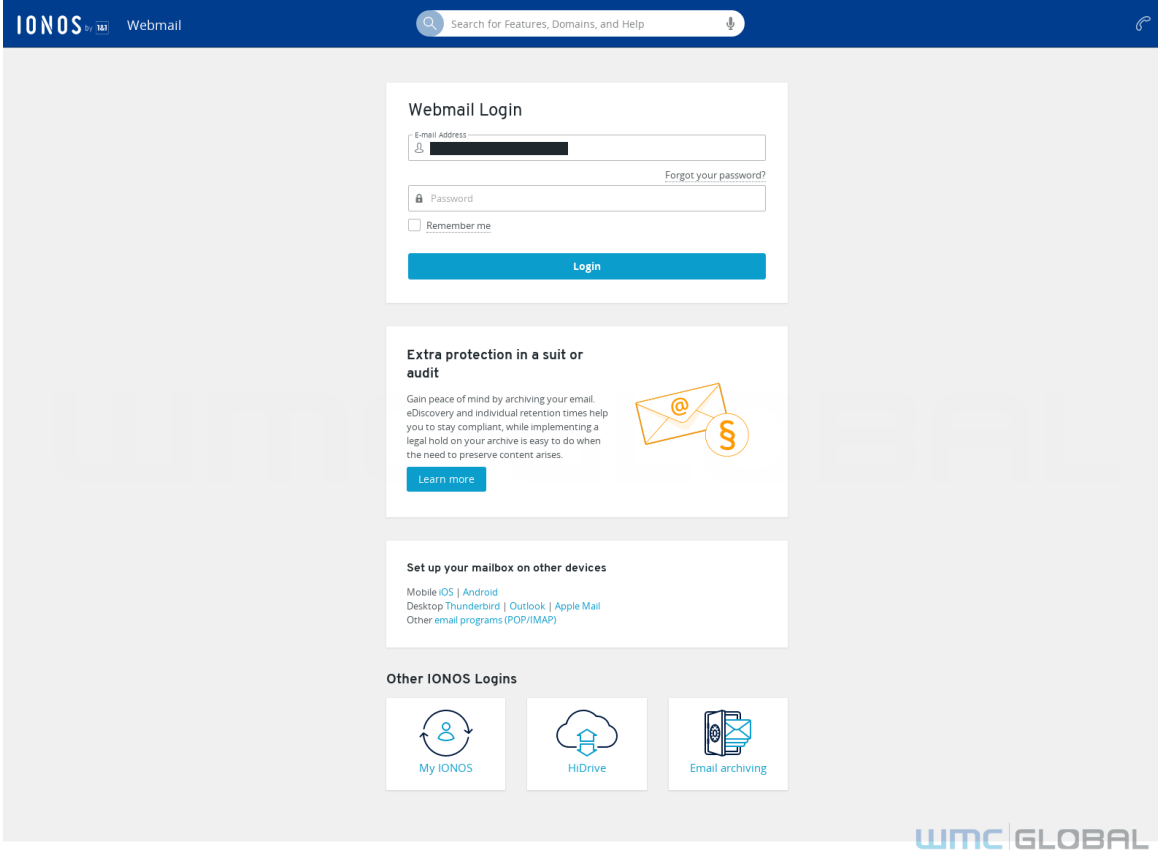 IONOS by 1&1 Webmail
Search for Features, Domains, and Help
Webmail Login
E-mail Address
Forgot your password?
Password
Remember me
Login
Extra protection in a suit or
audit
Gain peace of mind by archiving your email.
eDiscovery and individual retention times help
you to stay compliant, while implementing a
legal hold on your archive is easy to do when
the need to preserve content arises.
@
§
Learn more
Set up your mailbox on other devices
Mobile iOS | Android
Desktop Thunderbird | Outlook | Apple Mail
Other email programs (POP/IMAP)
Other IONOS Logins
My IONOS
HiDrive
Email archiving
WMC GLOBAL